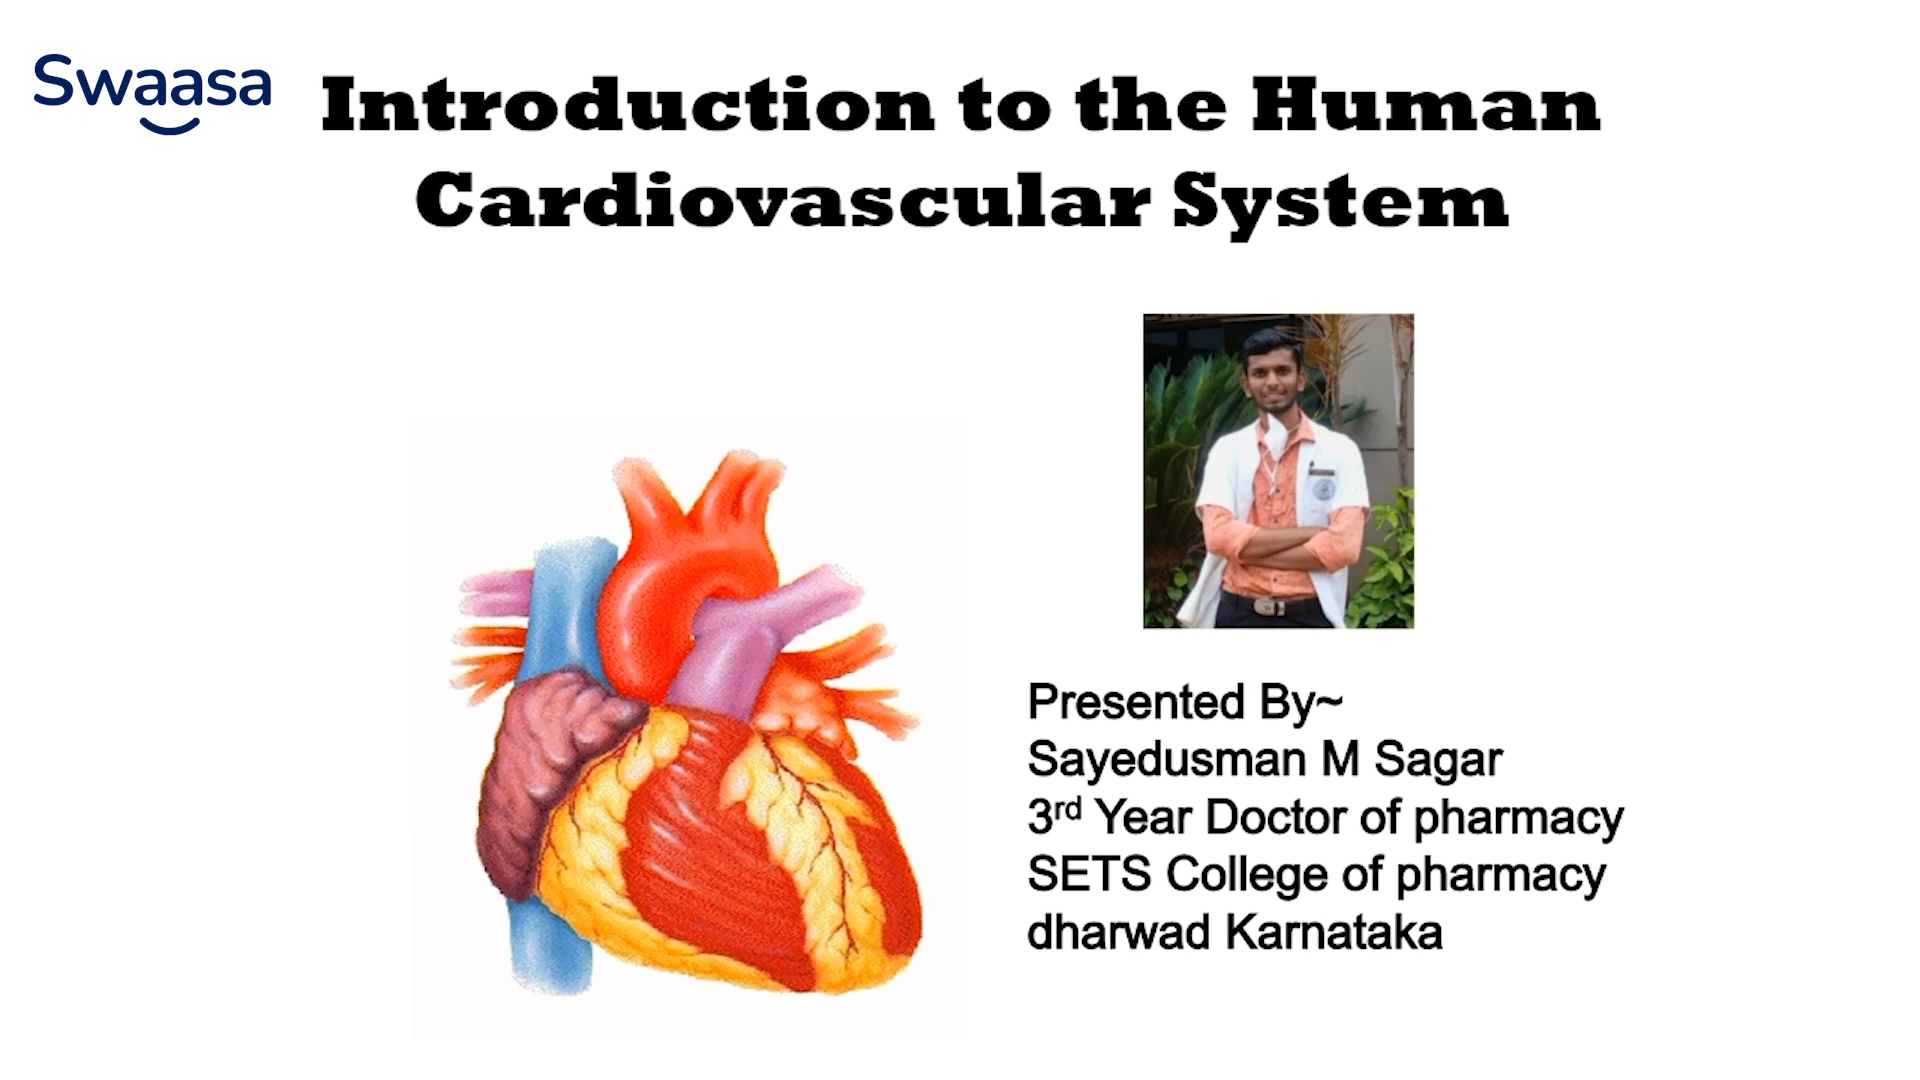 Swaasa
Introduction to the Human
Cardiovascular System
Presented By~
Sayedusman M Sagar
3rd Year Doctor of pharmacy
SETS College of pharmacy
dharwad Karnataka